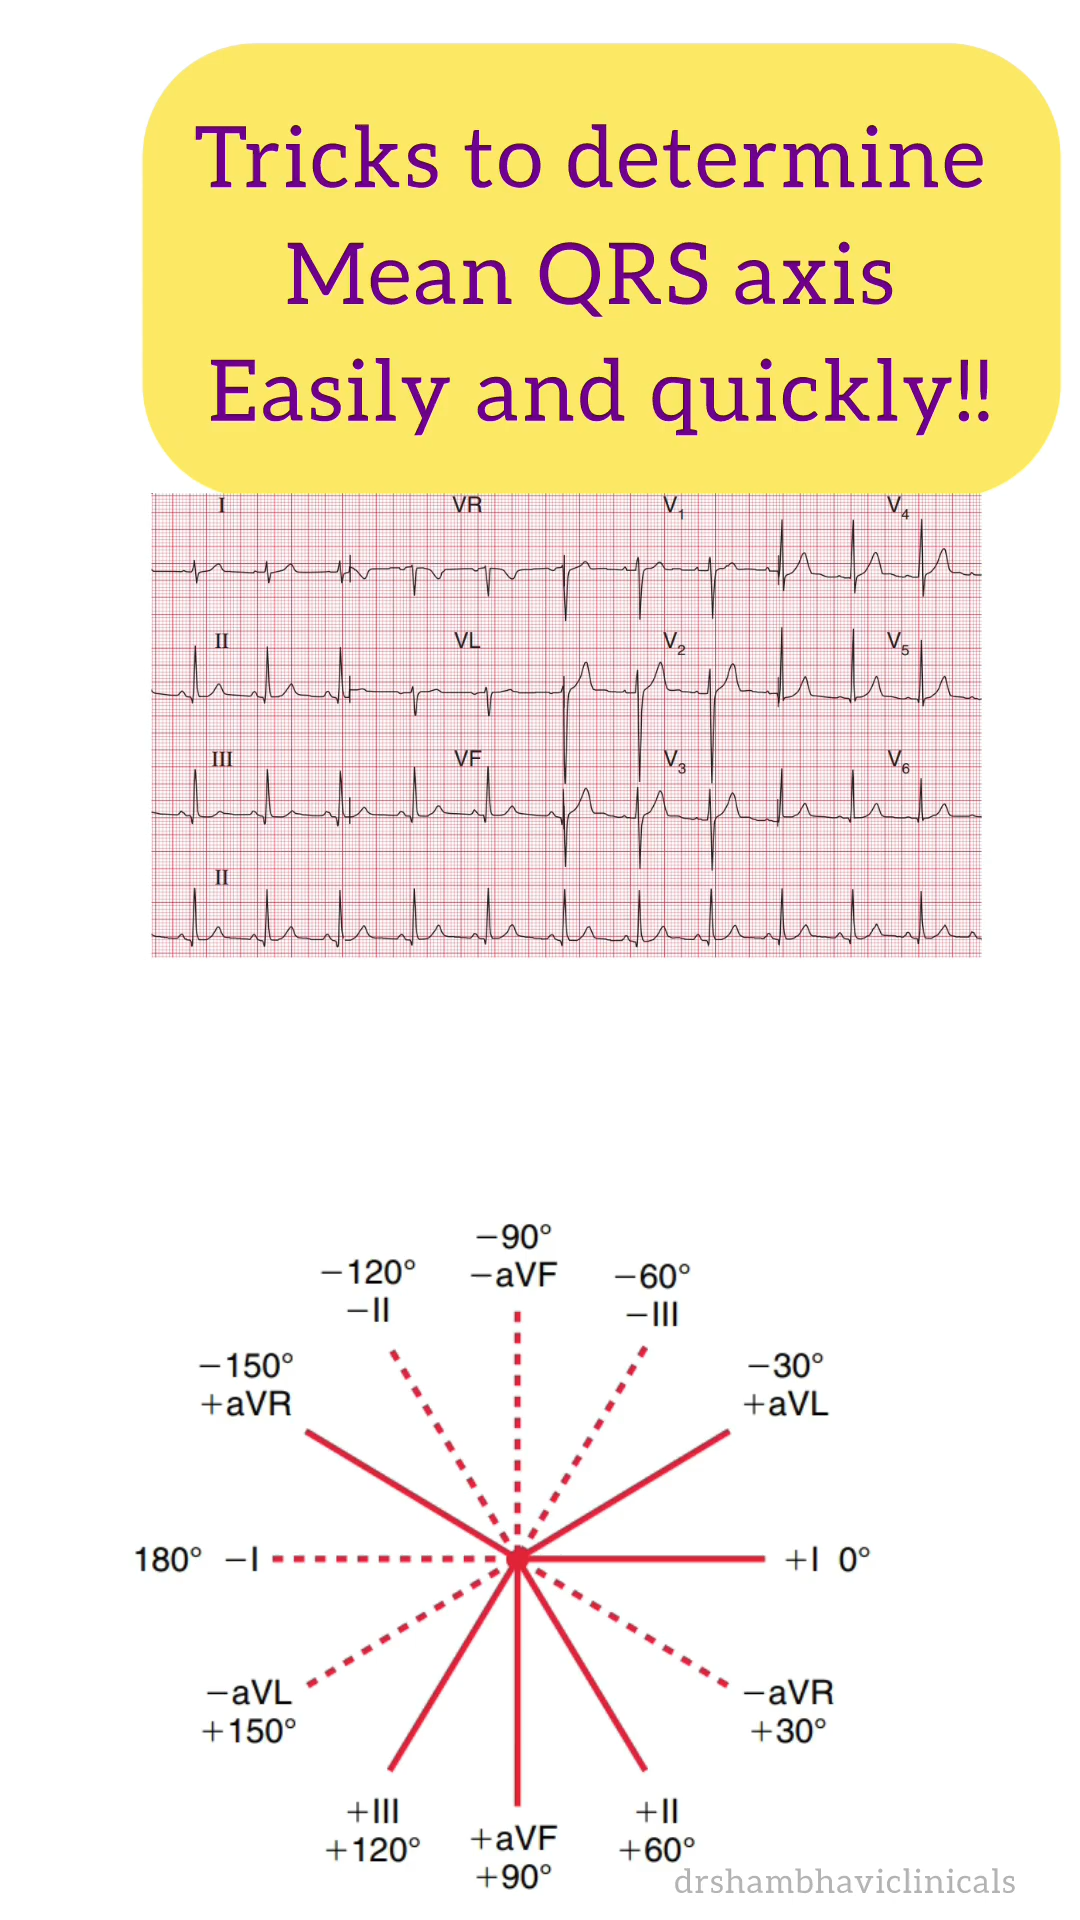 Tricks to determine
Mean QRS axis
Easily and quickly!!
I VR V1 V4
II VL V2 V5
III VF V3 V6
II
−90°
−aVF
−120°
−II
−60°
−III
−150°
+aVR
−30°
+aVL
180° −I
+I 0°
−aVL
+150°
−aVR
+30°
+III
+120°
+aVF
+90°
+II
+60°
drshambhaviclinicals